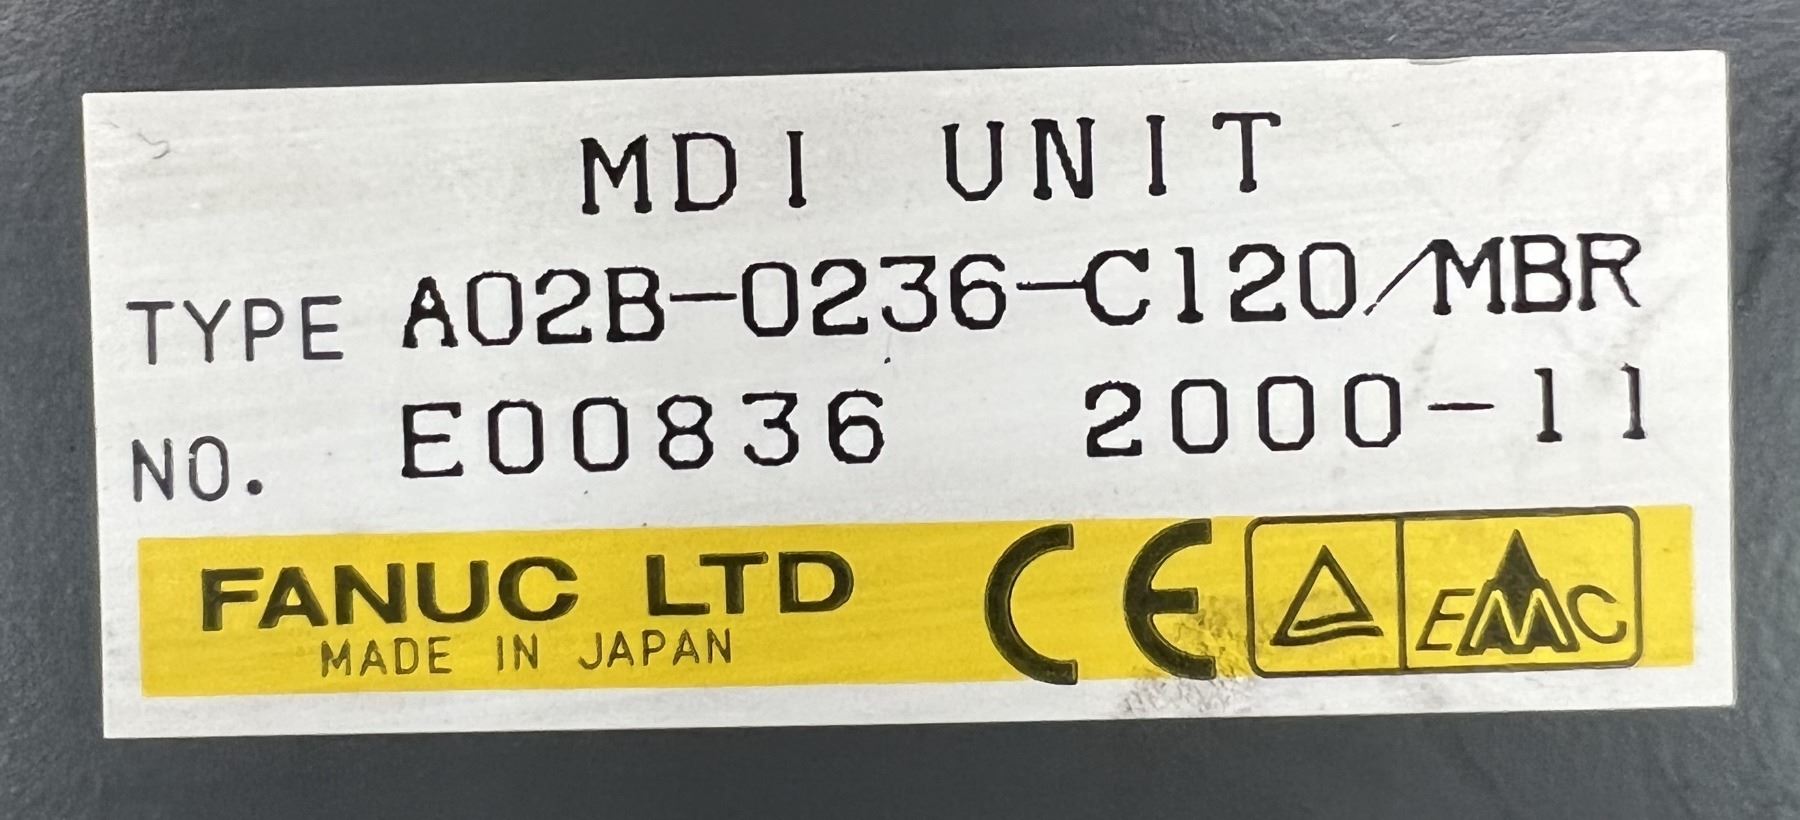 MDI UNIT
TYPE A02B-0236-C120/MBR
NO. E00836 2000-11
FANUC LTD
MADE IN JAPAN
CE
EMC